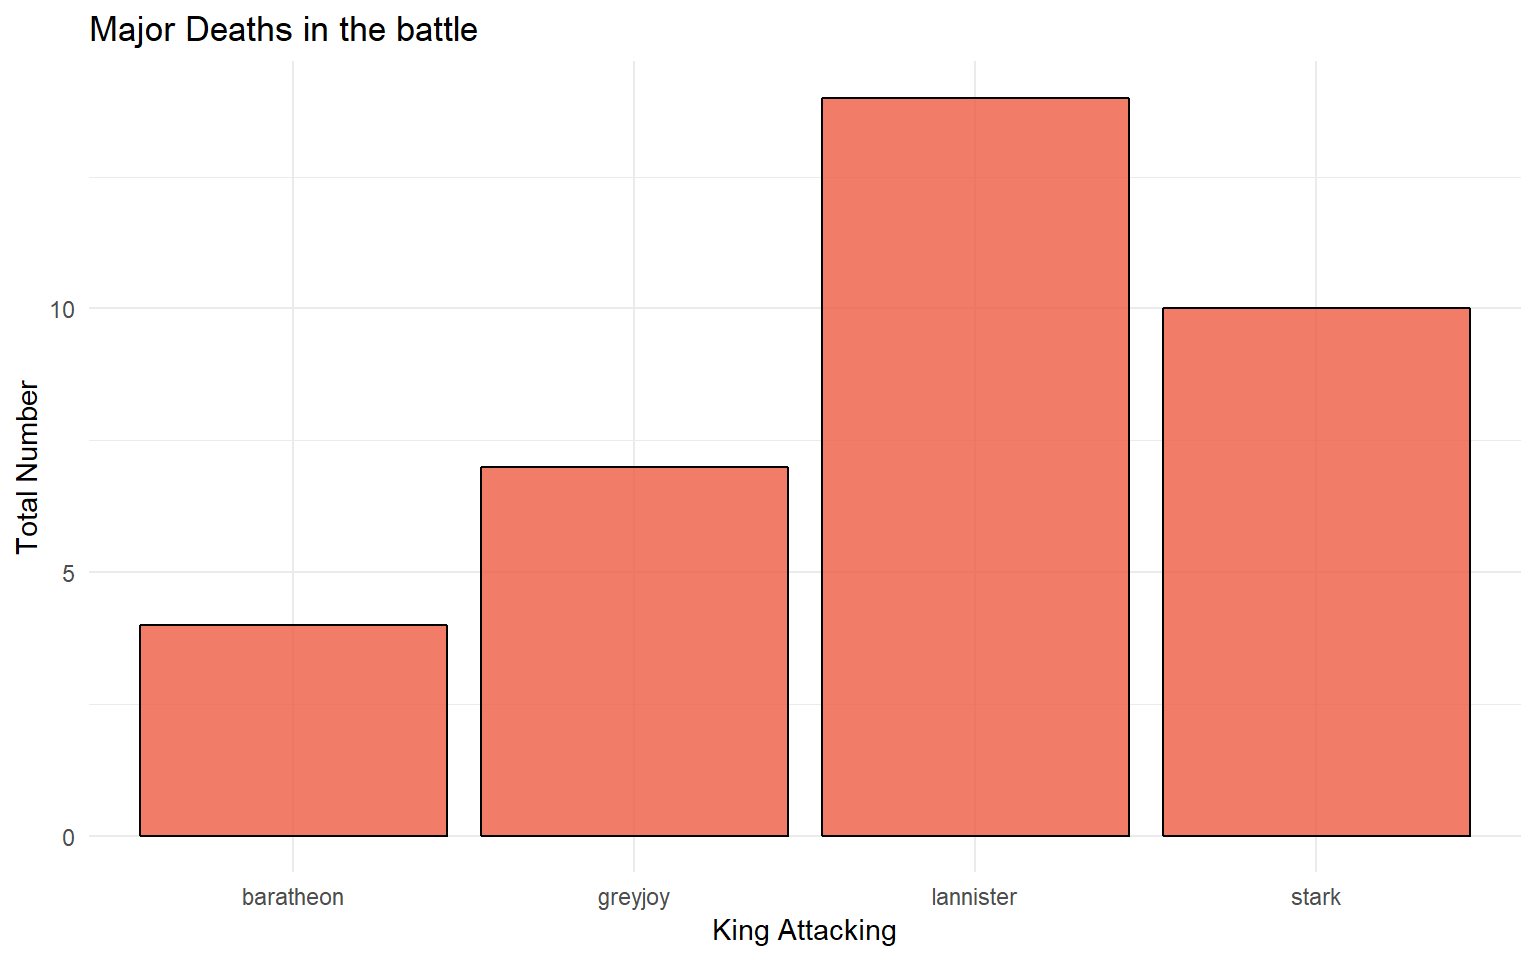 Major Deaths in the battle
Total Number
10
5
0
baratheon
greyjoy
lannister
stark
King Attacking